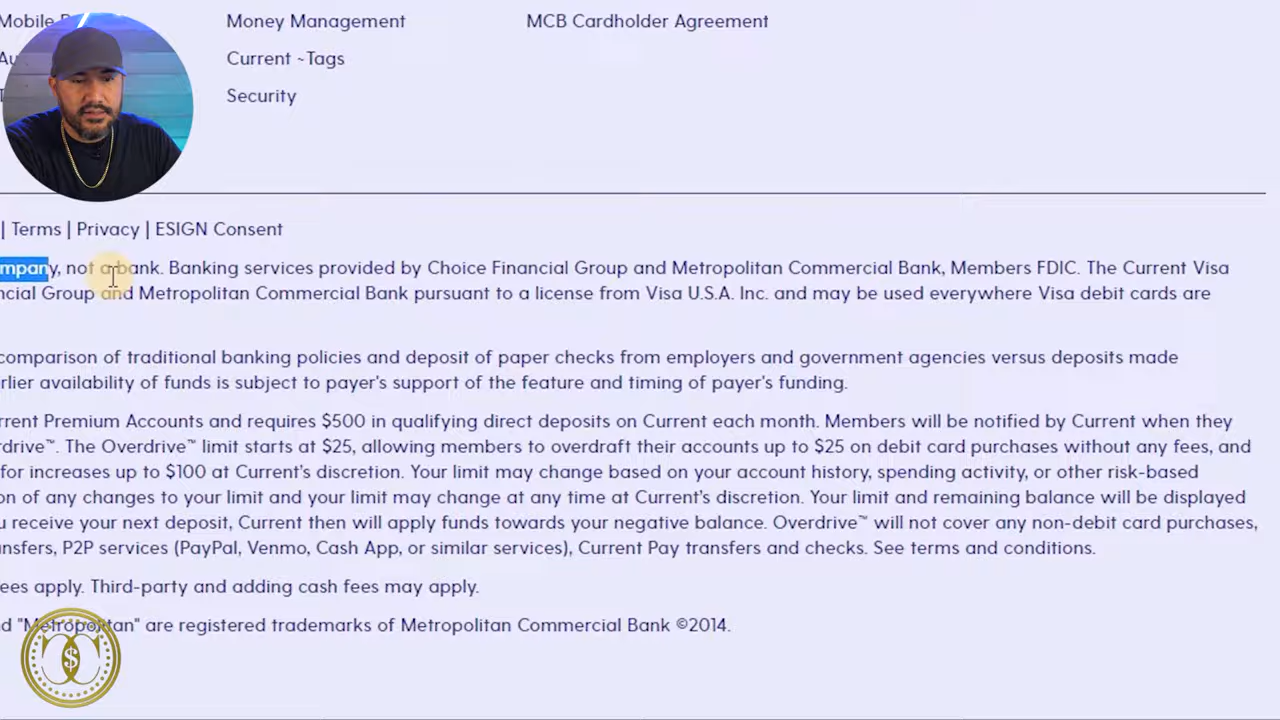 Mobile
Money Management
MCB Cardholder Agreement
Current ~Tags
Security
| Terms | Privacy | ESIGN Consent
mpany, not a bank. Banking services provided by Choice Financial Group and Metropolitan Commercial Bank, Members FDIC. The Current Visa
ncial Group and Metropolitan Commercial Bank pursuant to a license from Visa U.S.A. Inc. and may be used everywhere Visa debit cards are
comparison of traditional banking policies and deposit of paper checks from employers and government agencies versus deposits made
rlier availability of funds is subject to payer's support of the feature and timing of payer's funding.
rrent Premium Accounts and requires $500 in qualifying direct deposits on Current each month. Members will be notified by Current when they
rdrive™. The Overdrive™ limit starts at $25, allowing members to overdraft their accounts up to $25 on debit card purchases without any fees, and
for increases up to $100 at Current's discretion. Your limit may change based on your account history, spending activity, or other risk-based
on of any changes to your limit and your limit may change at any time at Current's discretion. Your limit and remaining balance will be displayed
u receive your next deposit, Current then will apply funds towards your negative balance. Overdrive™ will not cover any non-debit card purchases,
nsfers, P2P services (PayPal, Venmo, Cash App, or similar services), Current Pay transfers and checks. See terms and conditions.
ees apply. Third-party and adding cash fees may apply.
d "Metropolitan" are registered trademarks of Metropolitan Commercial Bank ©2014.